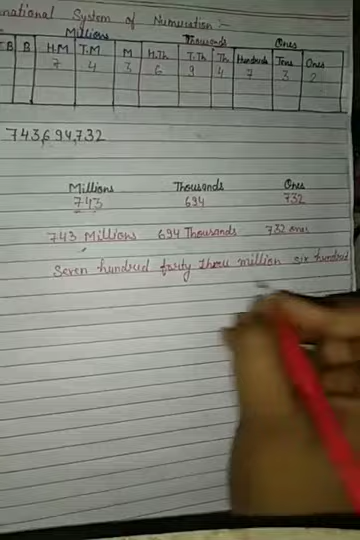 national System of Numeration :-
Millions Thousands Ones
TB B H.M T.M M H.Th T.Th Th Hundreds Tens Ones
7 4 3 6 9 4 7 3 2
743,694,732
Millions Thousands Ones
743 694 732
743 Millions 694 Thousands 732 ones
Seven hundred forty three million six hundred